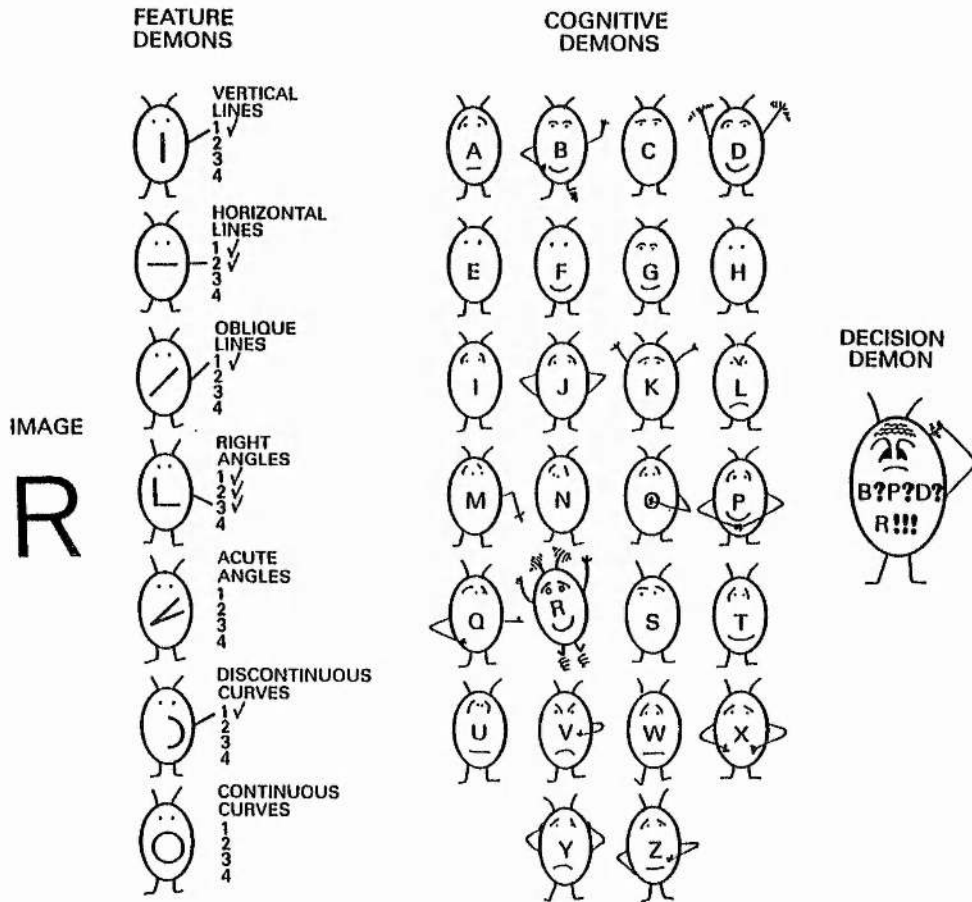 FEATURE
DEMONS
COGNITIVE
DEMONS
VERTICAL
LINES
1 ✓
2
3
4
HORIZONTAL
LINES
1 ✓
2 ✓
3
4
OBLIQUE
LINES
1 ✓
2
3
4
RIGHT
ANGLES
1 ✓
2 ✓
3 ✓
4
ACUTE
ANGLES
1
2
3
4
DISCONTINUOUS
CURVES
1 ✓
2
3
4
CONTINUOUS
CURVES
1
2
3
4
IMAGE
R
A B C D
E F G H
I J K L
M N O P
Q R S T
U V W X
Y Z
DECISION
DEMON
B?P?D?
R!!!